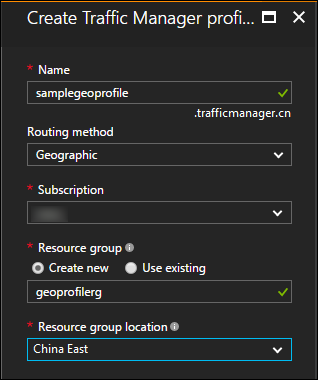 Create Traffic Manager profi...
* Name
samplegeoprofile
.trafficmanager.cn
Routing method
Geographic
* Subscription
* Resource group
Create new Use existing
geoprofilerg
* Resource group location
China East